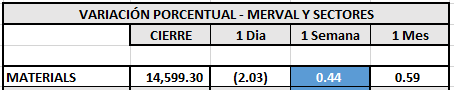 VARIACIÓN PORCENTUAL - MERVAL Y SECTORES
CIERRE 1 Dia 1 Semana 1 Mes
MATERIALS 14,599.30 (2.03) 0.44 0.59